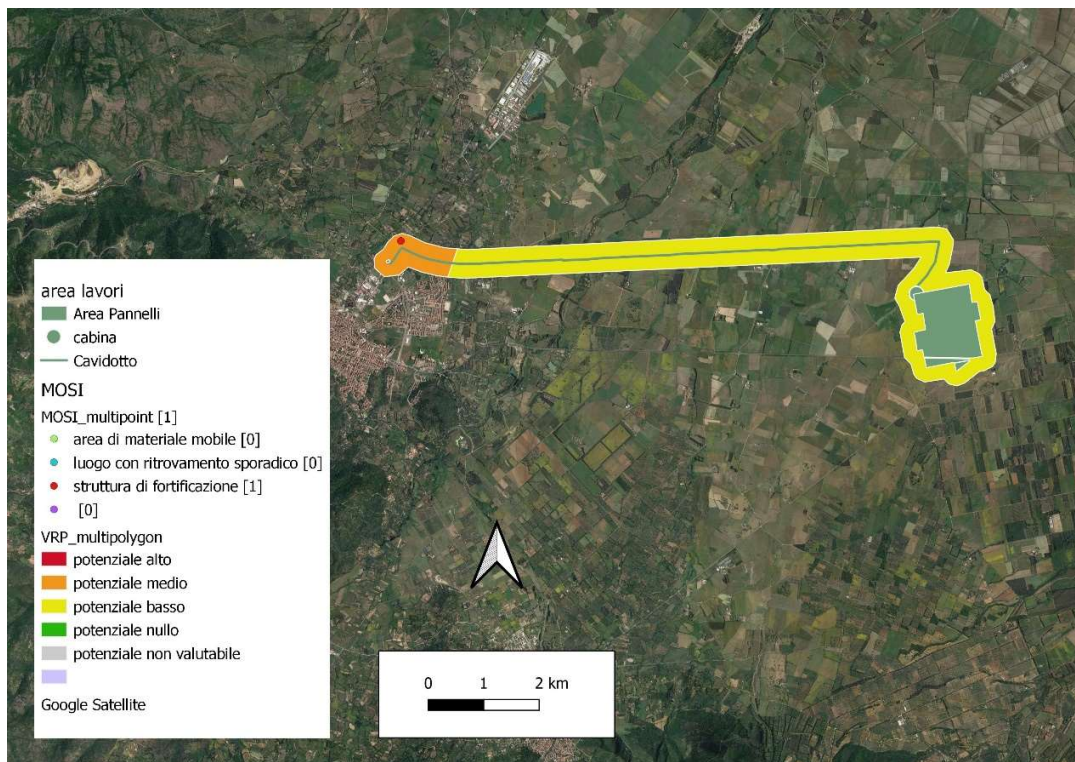 area lavori
Area Pannelli
cabina
Cavidotto
MOSI
MOSI_multipoint [1]
area di materiale mobile [0]
luogo con ritrovamento sporadico [0]
struttura di fortificazione [1]
[0]
VRP_multipolygon
potenziale alto
potenziale medio
potenziale basso
potenziale nullo
potenziale non valutabile
Google Satellite
0 1 2 km